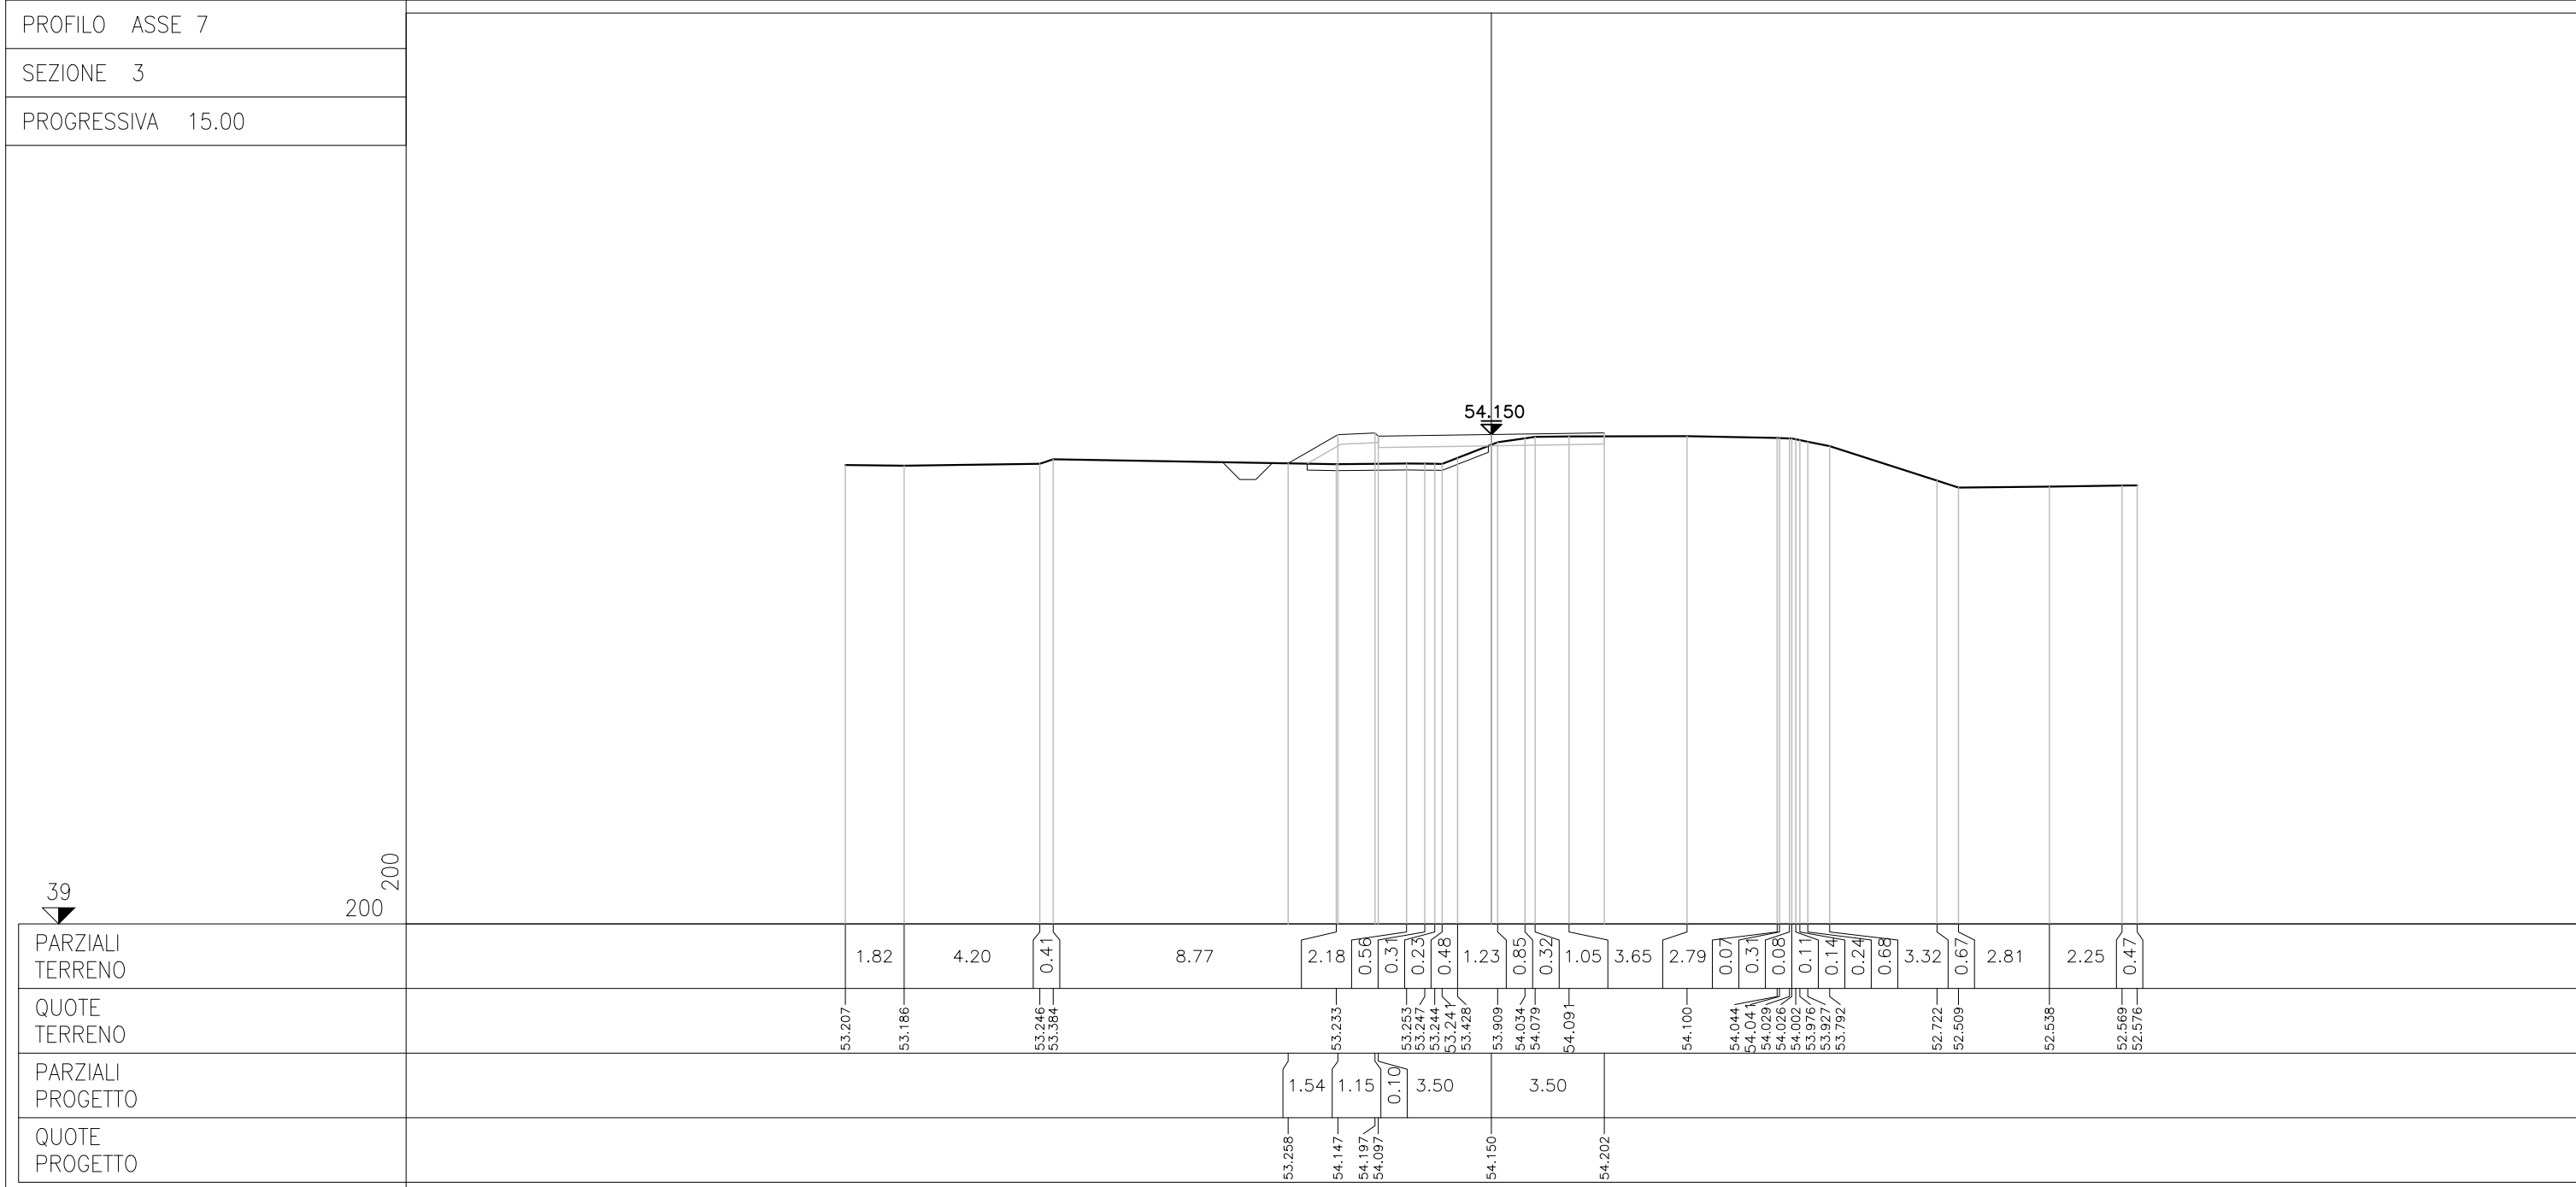 PROFILO ASSE 7
SEZIONE 3
PROGRESSIVA 15.00
54.150
200
39
200
PARZIALI
TERRENO
1.82 4.20 0.41 8.77 2.18 0.56 0.31 0.23 0.48 1.23 0.85 0.32 1.05 3.65 2.79 0.07 0.31 0.08 0.11 0.14 0.24 0.68 3.32 0.67 2.81 2.25 0.47
QUOTE
TERRENO
53.207 53.186 53.246 53.384 53.233 53.253 53.247 53.244 53.241 53.428 53.909 54.034 54.079 54.091 54.100 54.044 54.041 54.029 54.026 54.002 53.976 53.927 53.792 52.722 52.509 52.538 52.569 52.576
PARZIALI
PROGETTO
1.54 1.15 0.10 3.50 3.50
QUOTE
PROGETTO
53.258 54.147 54.197 54.097 54.150 54.202